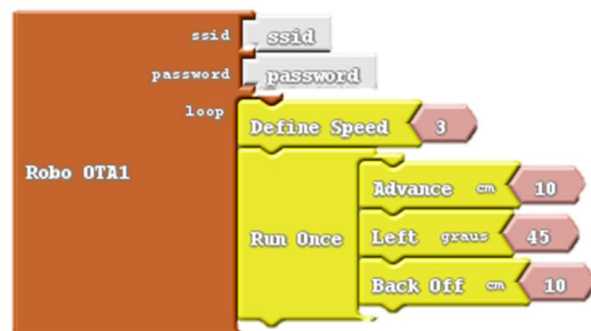 ssid ssid
password password
loop
Define Speed 3
Robo OTA1
Advance cm 10
Run Once Left graus 45
Back Off cm 10